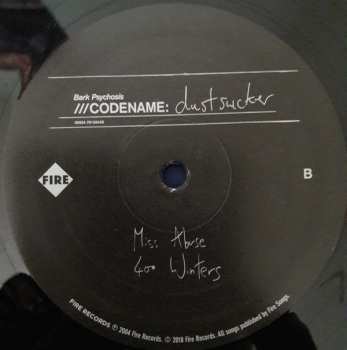 Bark Psychosis
///CODENAME: dustsucker
FIRE
B
Miss Abuse
400 Winters
FIRE RECORDS ℗ 2004 Fire Records. © 2018 Fire Records. All songs published by Fire Songs.